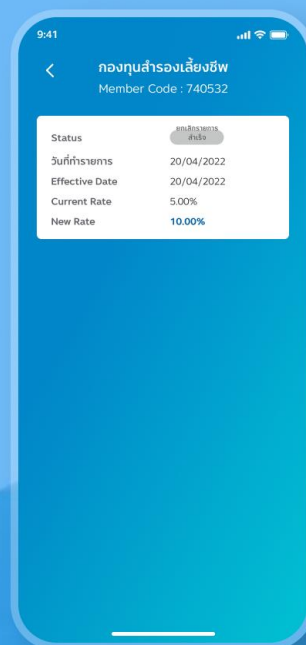 9:41
กองทุนสำรองเลี้ยงชีพ
Member Code : 740532
Status ยกเลิกรายการ
สำเร็จ
วันที่ทำรายการ 20/04/2022
Effective Date 20/04/2022
Current Rate 5.00%
New Rate 10.00%